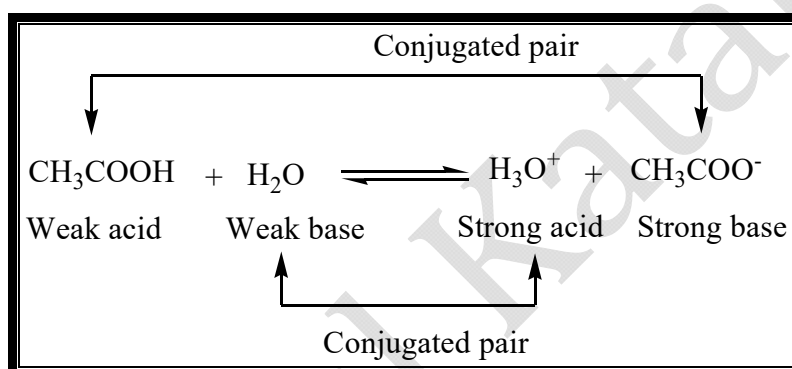 Conjugated pair
CH₃COOH + H₂O ⇌ H₃O⁺ + CH₃COO⁻
Weak acid Weak base Strong acid Strong base
Conjugated pair